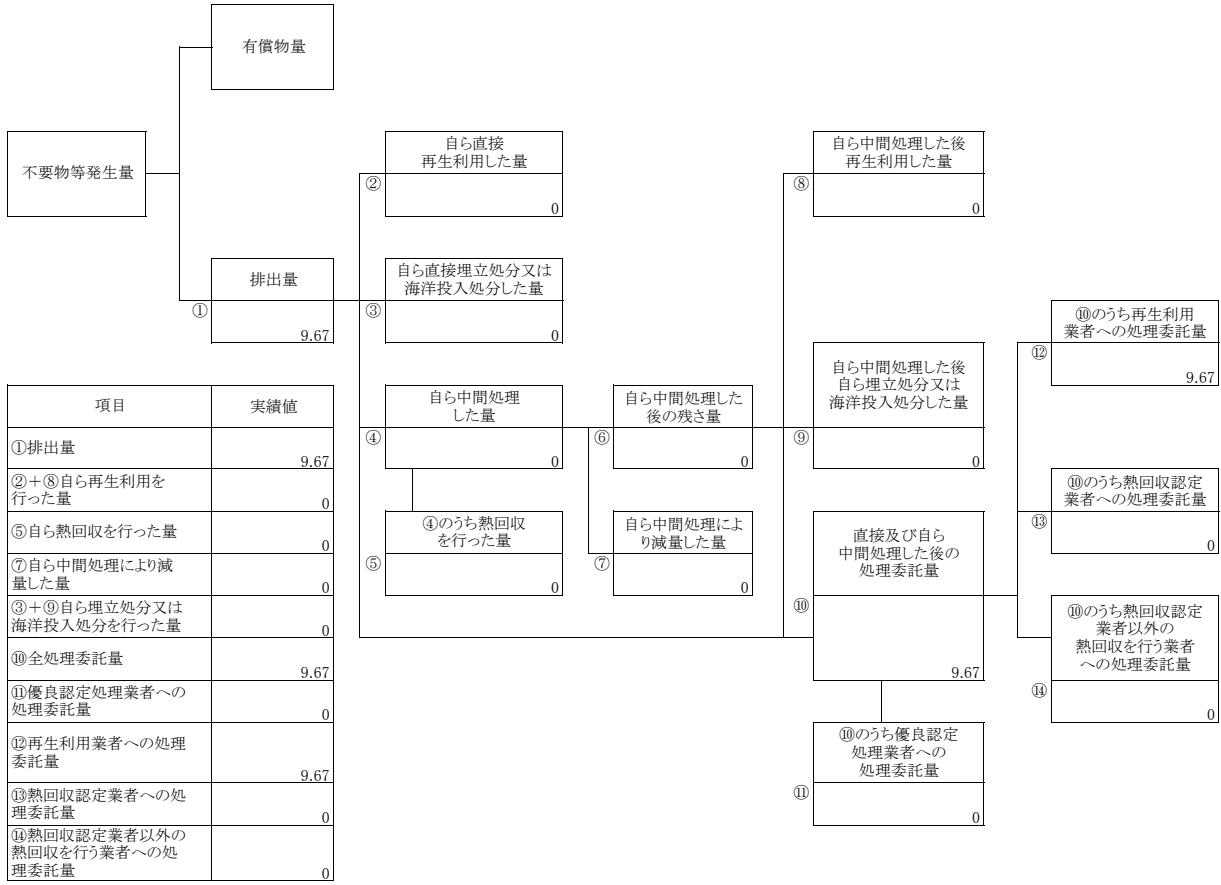 有償物量
不要物等発生量
自ら直接
再生利用した量
②
0
自ら中間処理した後
再生利用した量
⑧
0
排出量
①
9.67
自ら直接埋立処分又は
海洋投入処分した量
③
0
⑩のうち再生利用
業者への処理委託量
⑫
9.67
自ら中間処理した後
自ら埋立処分又は
海洋投入処分した量
⑨
0
自ら中間処理
した量
④
0
自ら中間処理した
後の残さ量
⑥
0
⑩のうち熱回収認定
業者への処理委託量
⑬
0
④のうち熱回収
を行った量
⑤
0
自ら中間処理によ
り減量した量
⑦
0
直接及び自ら
中間処理した後の
処理委託量
⑩
9.67
⑩のうち熱回収認定
業者以外の
熱回収を行う業者
への処理委託量
⑭
0
⑩のうち優良認定
処理業者への
処理委託量
⑪
0
項目 実績値
①排出量
9.67
②+⑧自ら再生利用を
行った量
0
⑤自ら熱回収を行った量
0
⑦自ら中間処理により減
量した量
0
③+⑨自ら埋立処分又は
海洋投入処分を行った量
0
⑩全処理委託量
9.67
⑪優良認定処理業者への
処理委託量
0
⑫再生利用業者への処理
委託量
9.67
⑬熱回収認定業者への処
理委託量
0
⑭熱回収認定業者以外の
熱回収を行う業者への処
理委託量
0